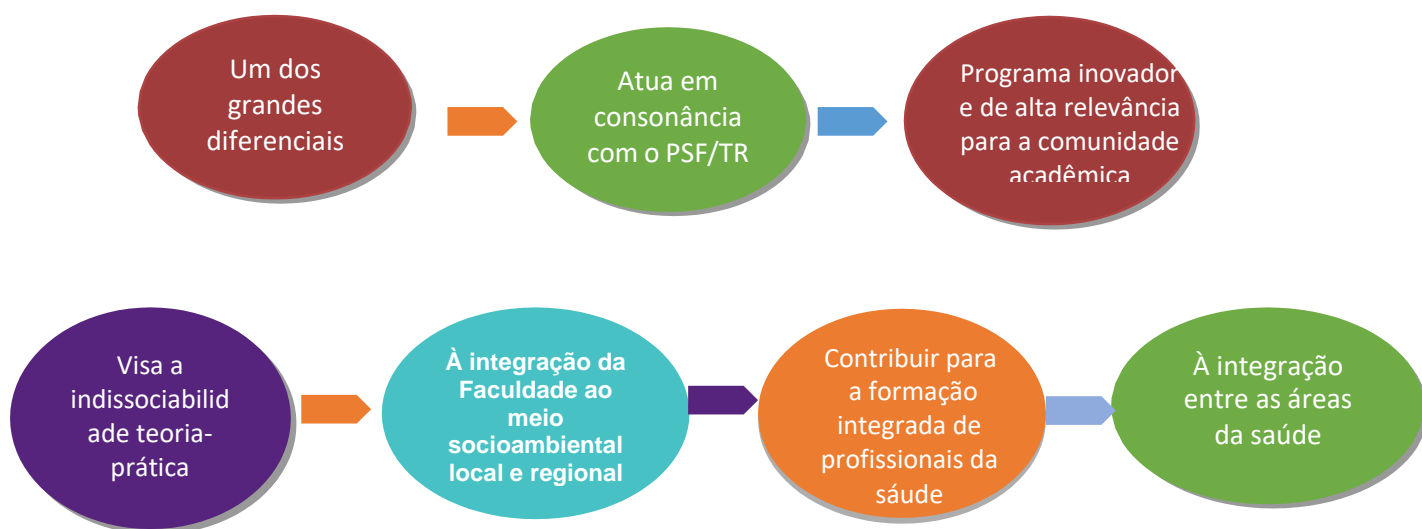 Um dos
grandes
diferenciais
Atua em
consonância
com o PSF/TR
Programa inovador
e de alta relevância
para a comunidade
acadêmica
Visa a
indissociabilid
ade teoria-
prática
À integração da
Faculdade ao
meio
socioambiental
local e regional
Contribuir para
a formação
integrada de
profissionais da
sáude
À integração
entre as áreas
da saúde